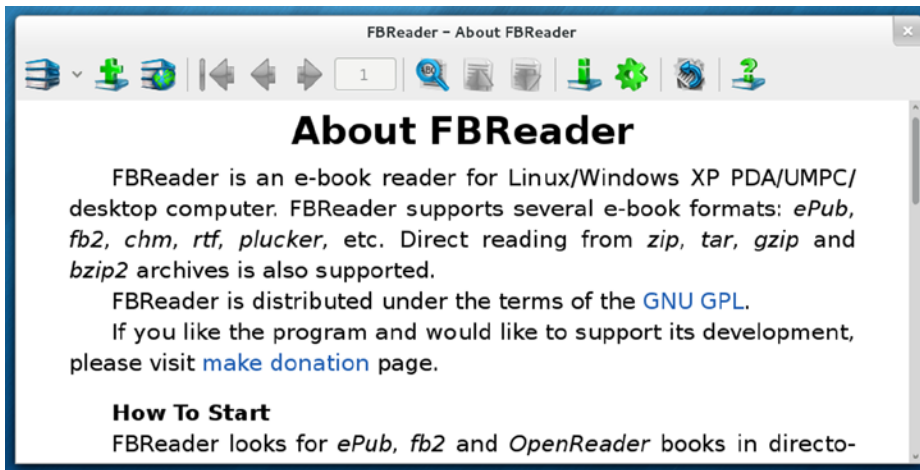 FBReader – About FBReader
1
About FBReader
FBReader is an e-book reader for Linux/Windows XP PDA/UMPC/
desktop computer. FBReader supports several e-book formats: ePub,
fb2, chm, rtf, plucker, etc. Direct reading from zip, tar, gzip and
bzip2 archives is also supported.
FBReader is distributed under the terms of the GNU GPL.
If you like the program and would like to support its development,
please visit make donation page.
How To Start
FBReader looks for ePub, fb2 and OpenReader books in directo-